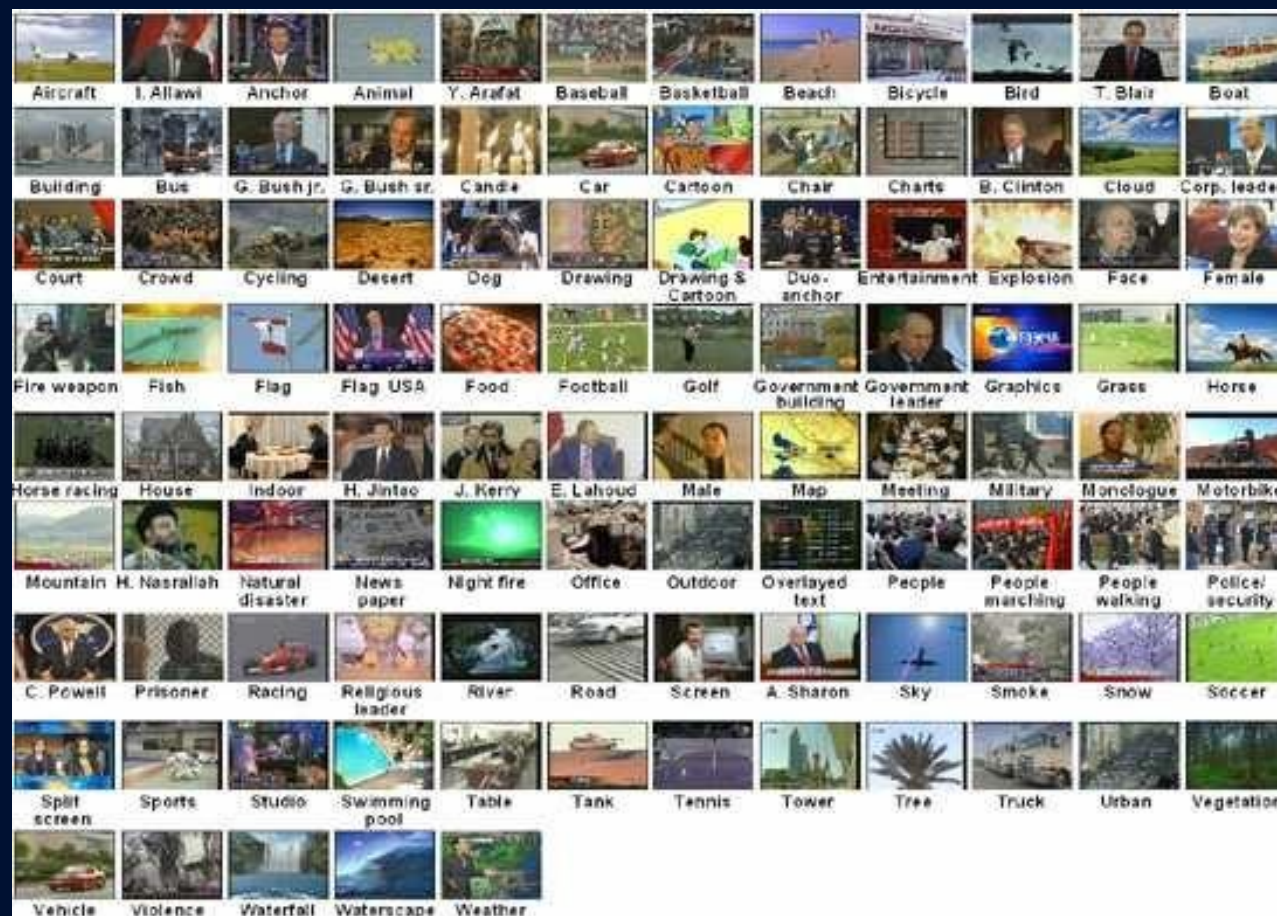 Aircraft I. Allawi Anchor Animal Y. Arafat Baseball Basketball Beach Bicycle Bird T. Blair Boat
Building Bus G. Bush jr. G. Bush sr. Candle Car Cartoon Chair Charts B. Clinton Cloud Corp. leade
Court Crowd Cycling Desert Dog Drawing Drawing & Duo- Entertainment Explosion Face Female
Cartoon anchor
Fire weapon Fish Flag Flag USA Food Football Golf Government Government Graphics Grass Horse
building leader
Horse racing House Indoor H. Jintao J. Kerry E. Lahoud Male Map Meeting Military Monologue Motorbike
Mountain H. Nasrallah Natural News Night fire Office Outdoor Overlayed People People People Police/
disaster paper text marching walking security
C. Powell Prisoner Racing Religious River Road Screen A. Sharon Sky Smoke Snow Soccer
leader
Split Sports Studio Swimming Table Tank Tennis Tower Tree Truck Urban Vegetation
screen pool
Vehicle Violence Waterfall Waterscape Weather